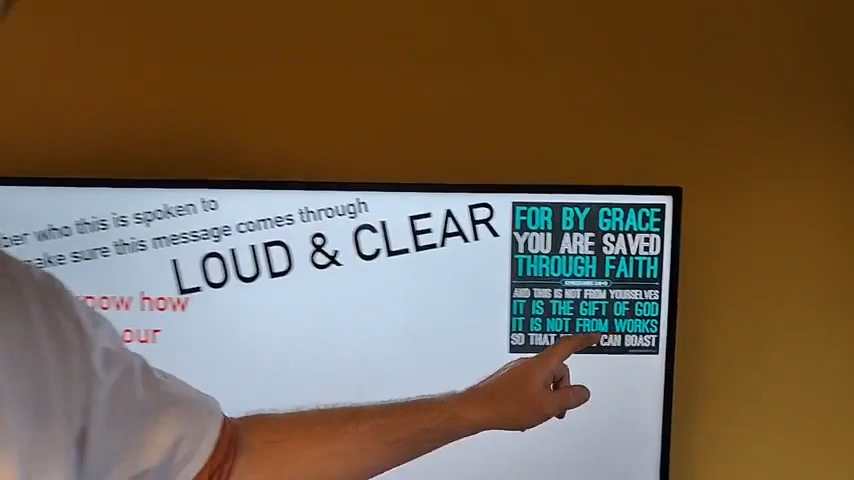 who this is spoken to
make sure this message comes through
LOUD & CLEAR
how
FOR BY GRACE
YOU ARE SAVED
THROUGH FAITH
AND THIS IS NOT FROM YOURSELVES
IT IS THE GIFT OF GOD
IT IS NOT FROM WORKS
SO THAT CAN BOAST